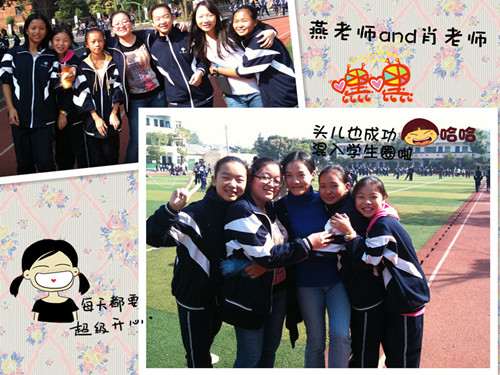 燕老师and肖老师
嘿嘿
头儿也成功
混入学生圈啦
哈哈
每天都要
超级开心